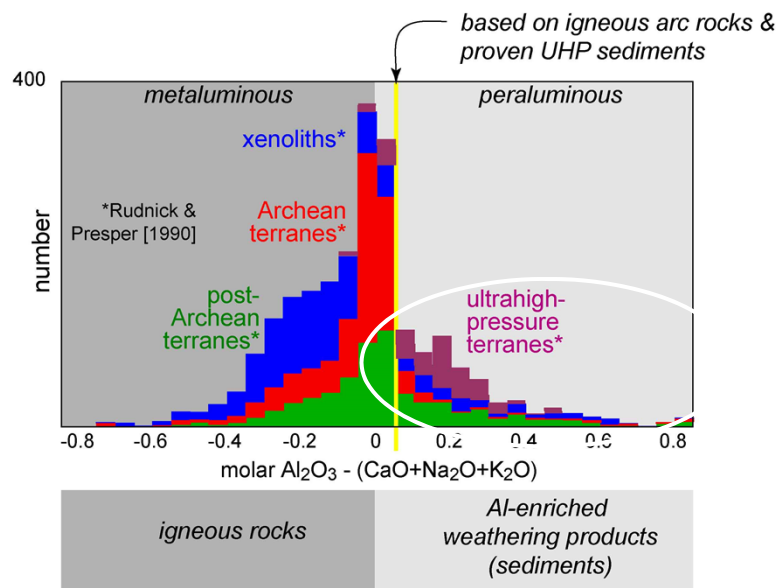 based on igneous arc rocks &
proven UHP sediments
400
metaluminous
peraluminous
xenoliths*
*Rudnick &
Presper [1990]
Archean
terranes*
number
post-
Archean
terranes*
ultrahigh-
pressure
terranes*
-0.8 -0.6 -0.4 -0.2 0 0.2 0.4 0.6 0.8
molar Al₂O₃ - (CaO+Na₂O+K₂O)
igneous rocks
Al-enriched
weathering products
(sediments)